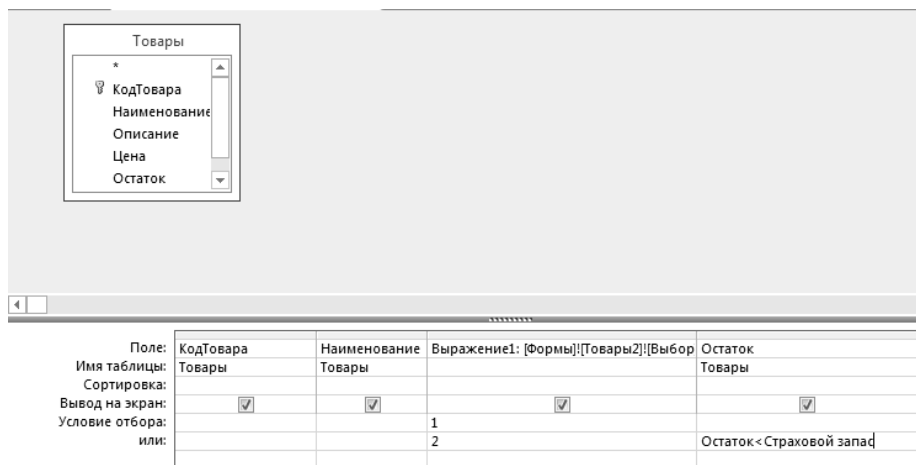 Товары
*
КодТовара
Наименование
Описание
Цена
Остаток
Поле: КодТовара Наименование Выражение1: [Формы]![Товары2]![Выбор Остаток
Имя таблицы: Товары Товары Товары
Сортировка:
Вывод на экран:
Условие отбора: 1
или: 2 Остаток<Страховой запас